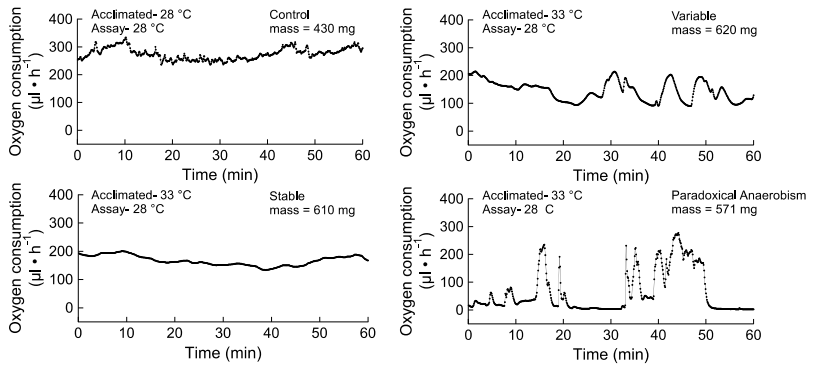 Acclimated- 28 °C
Assay- 28 °C
Control
mass = 430 mg
400
300
200
100
0
Oxygen consumption
(µl • h⁻¹)
0 10 20 30 40 50 60
Time (min)
Acclimated- 33 °C
Assay- 28 °C
Variable
mass = 620 mg
400
300
200
100
0
Oxygen consumption
(µl • h⁻¹)
0 10 20 30 40 50 60
Time (min)
Acclimated- 33 °C
Assay- 28 °C
Stable
mass = 610 mg
400
300
200
100
0
Oxygen consumption
(µl • h⁻¹)
0 10 20 30 40 50 60
Time (min)
Acclimated- 33 °C
Assay- 28 C
Paradoxical Anaerobism
mass = 571 mg
400
300
200
100
0
Oxygen consumption
(µl • h⁻¹)
0 10 20 30 40 50 60
Time (min)